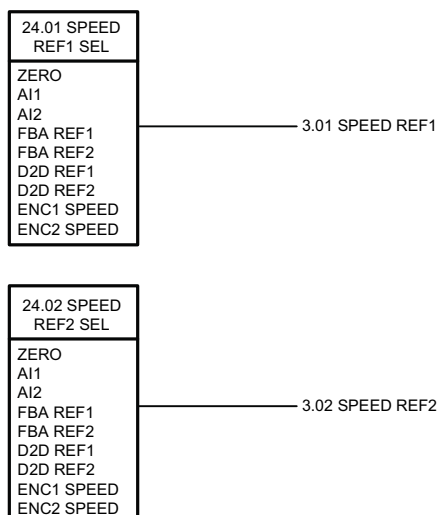 24.01 SPEED
REF1 SEL
ZERO
AI1
AI2
FBA REF1
FBA REF2
D2D REF1
D2D REF2
ENC1 SPEED
ENC2 SPEED
3.01 SPEED REF1
24.02 SPEED
REF2 SEL
ZERO
AI1
AI2
FBA REF1
FBA REF2
D2D REF1
D2D REF2
ENC1 SPEED
ENC2 SPEED
3.02 SPEED REF2